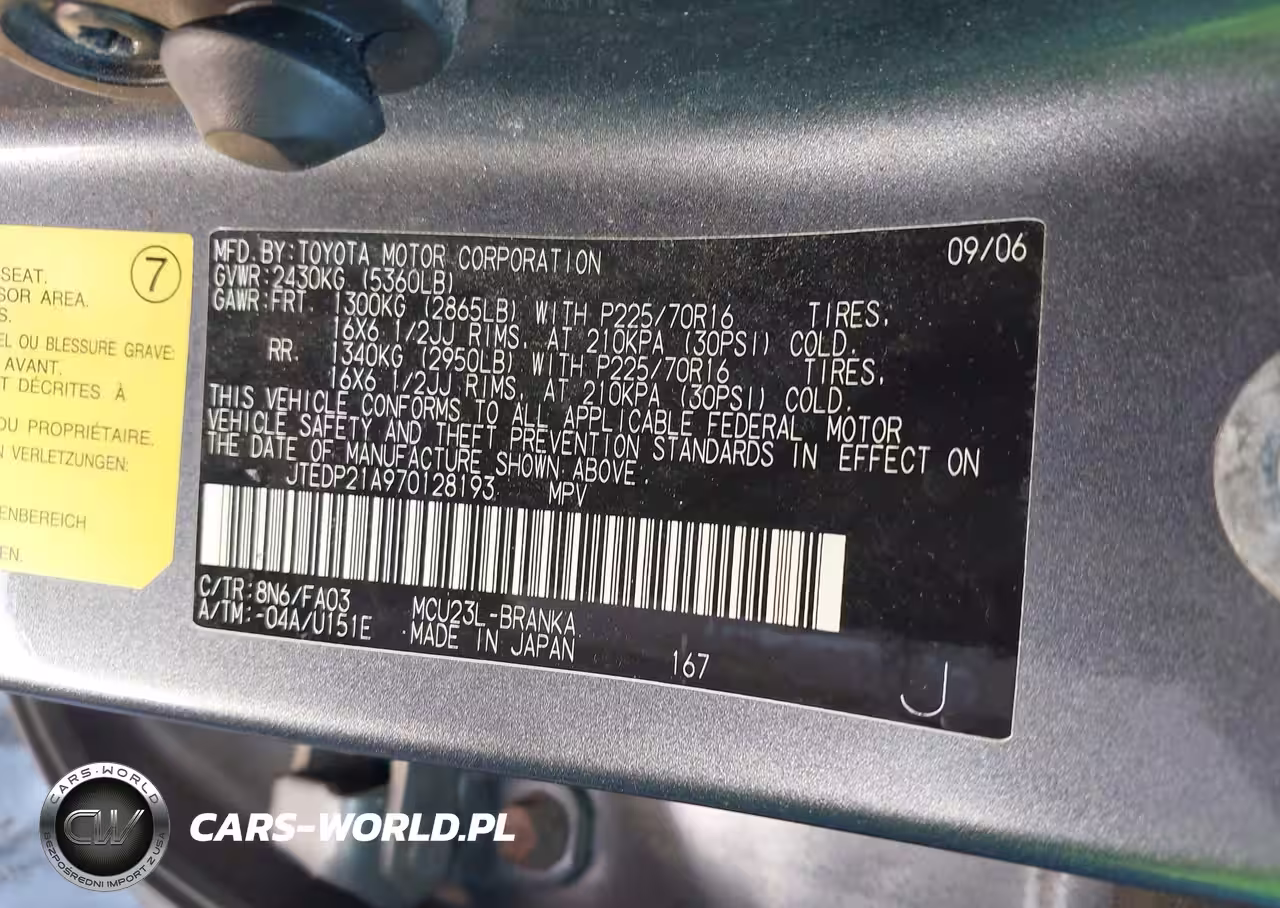 MFD. BY: TOYOTA MOTOR CORPORATION 09/06
GVWR: 2430KG (5360LB)
GAWR: FRT. 1300KG (2865LB) WITH P225/70R16 TIRES,
16X6 1/2JJ RIMS, AT 210KPA (30PSI) COLD.
RR. 1340KG (2950LB) WITH P225/70R16 TIRES,
16X6 1/2JJ RIMS, AT 210KPA (30PSI) COLD.
THIS VEHICLE CONFORMS TO ALL APPLICABLE FEDERAL MOTOR
VEHICLE SAFETY AND THEFT PREVENTION STANDARDS IN EFFECT ON
THE DATE OF MANUFACTURE SHOWN ABOVE.
JTEDP21A970128193 MPV
C/TR: 8N6/FA03 MCU23L-BRANKA
A/TM: -04A/U151E MADE IN JAPAN 167
J
7
SEAT.
SOR AREA.
S.
EL OU BLESSURE GRAVE:
AVANT.
T DÉCRITES À
DU PROPRIÉTAIRE.
N VERLETZUNGEN:
ENBEREICH
EN.
CARS-WORLD
CW
BEZPOŚREDNI IMPORT Z USA
CARS-WORLD.PL